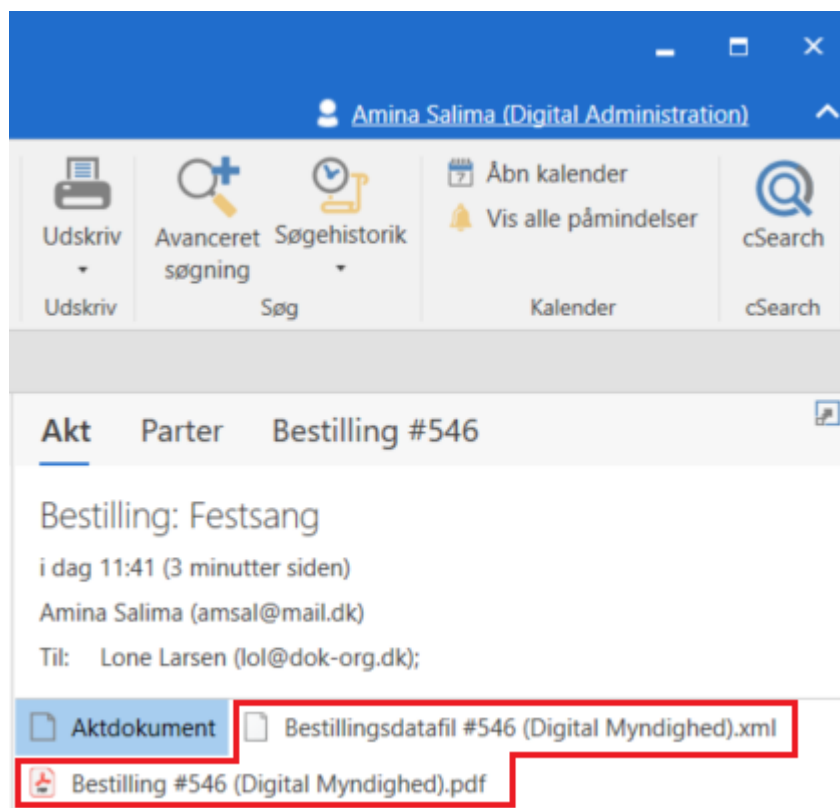 Amina Salima (Digital Administration)
Udskriv
Avanceret søgning
Søgehistorik
7 Åbn kalender
Vis alle påmindelser
cSearch
Udskriv
Søg
Kalender
cSearch
Akt Parter Bestilling #546
Bestilling: Festsang
i dag 11:41 (3 minutter siden)
Amina Salima (amsal@mail.dk)
Til: Lone Larsen (lol@dok-org.dk);
Aktdokument Bestillingsdatafil #546 (Digital Myndighed).xml
Bestilling #546 (Digital Myndighed).pdf